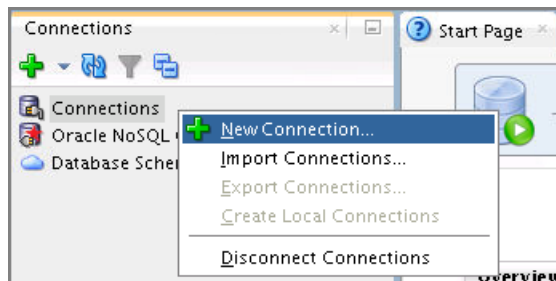 Connections
Start Page
Connections
Oracle NoSQL
Database Schem
New Connection...
Import Connections...
Export Connections...
Create Local Connections
Disconnect Connections
Overview